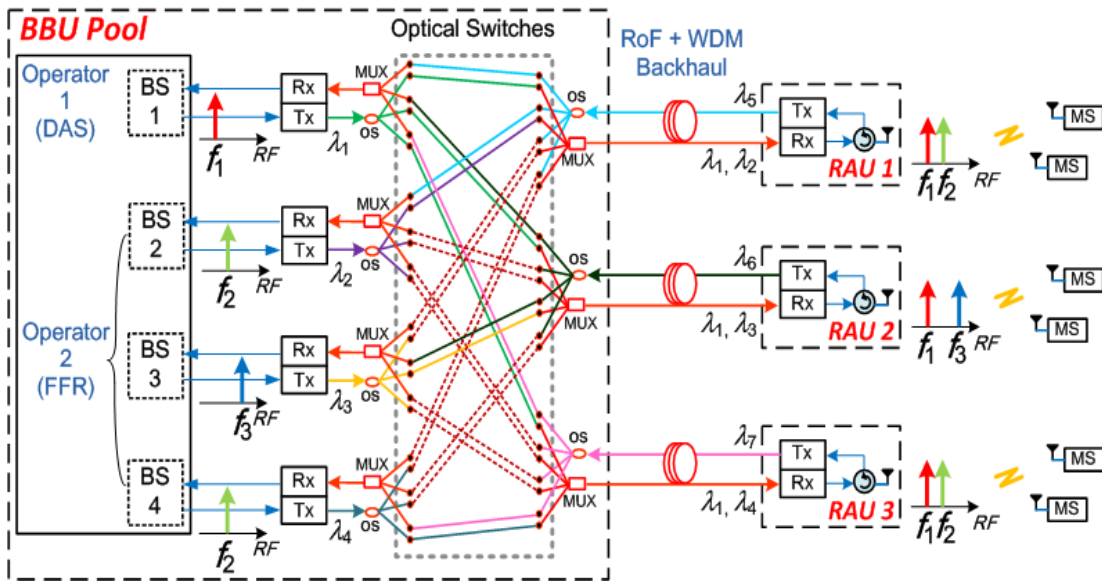 BBU Pool
Optical Switches
RoF + WDM
Backhaul
Operator
1
(DAS)
BS
1
f1
RF
Rx
Tx
λ1
MUX
OS
OS
MUX
λ5
λ1, λ2
Tx
Rx
RAU 1
f1 f2
RF
MS
MS
BS
2
f2
RF
Rx
Tx
λ2
MUX
OS
OS
MUX
λ6
λ1, λ3
Tx
Rx
RAU 2
f1
f3
RF
MS
MS
Operator
2
(FFR)
BS
3
f3
RF
Rx
Tx
λ3
MUX
OS
BS
4
f2
RF
Rx
Tx
λ4
MUX
OS
OS
MUX
λ7
λ1, λ4
Tx
Rx
RAU 3
f1 f2
RF
MS
MS